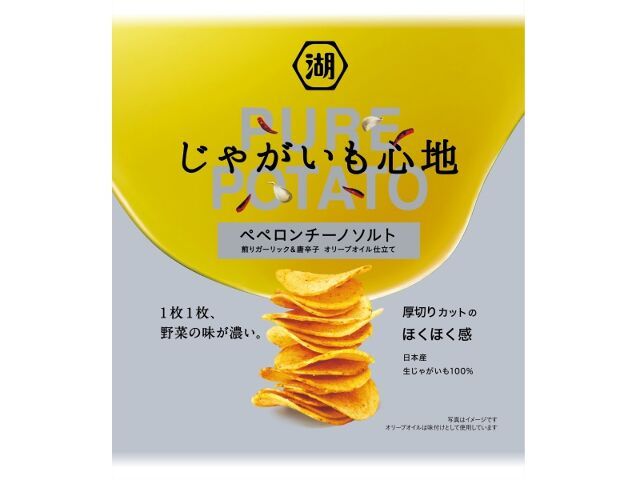 湖
PURE
じゃがいも心地
POTATO
ペペロンチーノソルト
煎りガーリック&唐辛子 オリーブオイル仕立て
1枚1枚、
野菜の味が濃い。
厚切りカットの
ほくほく感
日本産
生じゃがいも100%
写真はイメージです
オリーブオイルは味付けとして使用しています